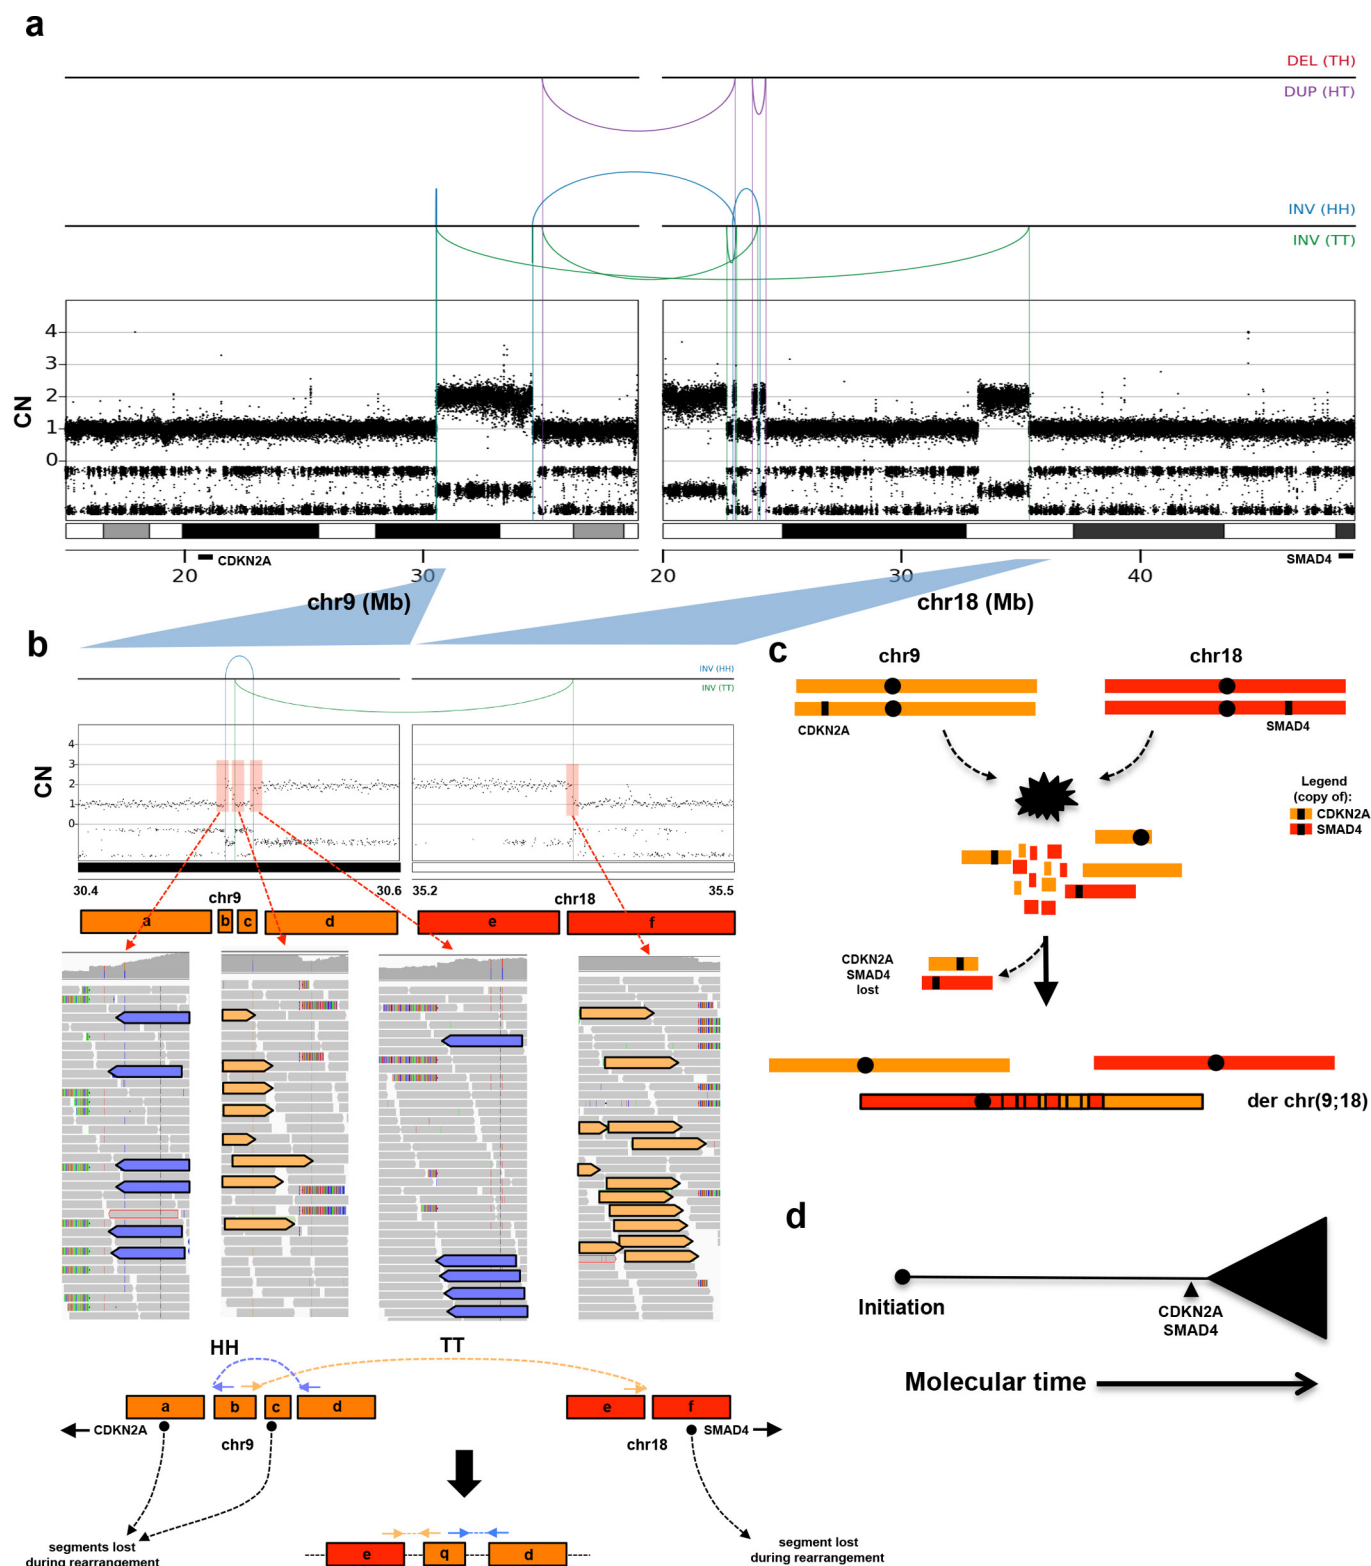 a
DEL (TH)
DUP (HT)
INV (HH)
INV (TT)
CN
4
3
2
1
0
CDKN2A
SMAD4
20
30
20
30
40
chr9 (Mb)
chr18 (Mb)
b
INV (HH)
INV (TT)
CN
4
3
2
1
0
30.4
30.6
35.2
35.5
chr9
chr18
a
b
c
d
e
f
HH
TT
a
b
c
d
e
f
CDKN2A
chr9
chr18
SMAD4
segments lost
during rearrangement
e
q
d
segment lost
during rearrangement
c
chr9
chr18
CDKN2A
SMAD4
Legend
(copy of):
CDKN2A
SMAD4
CDKN2A
SMAD4
lost
der chr(9;18)
d
Initiation
CDKN2A
SMAD4
Molecular time